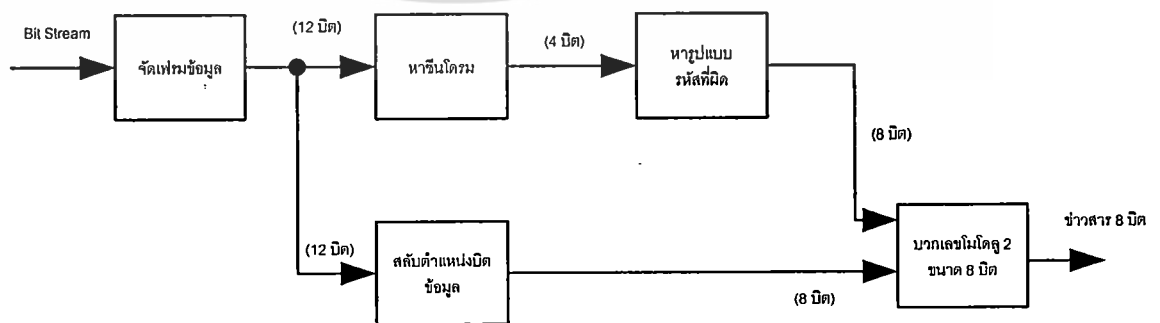 Bit Stream
จัดเฟรมข้อมูล
(12 บิต)
หาซินโดรม
(4 บิต)
หารูปแบบ
รหัสที่ผิด
(8 บิต)
(12 บิต)
สลับตำแหน่งบิต
ข้อมูล
(8 บิต)
บวกเลขโมโดลู 2
ขนาด 8 บิต
ข่าวสาร 8 บิต